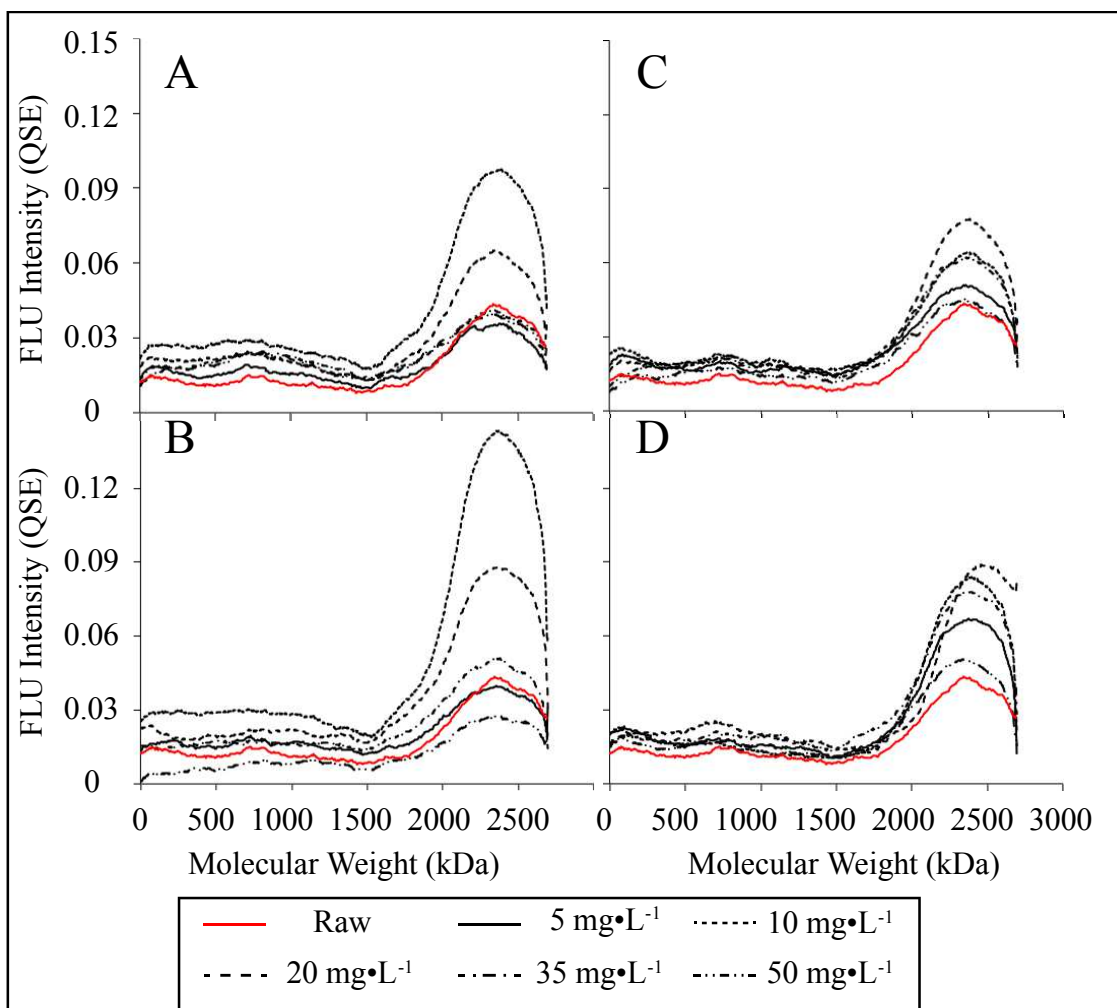 A
C
0.15
0.12
0.09
0.06
0.03
0
FLU Intensity (QSE)
B
D
0.12
0.09
0.06
0.03
0
FLU Intensity (QSE)
0 500 1000 1500 2000 2500
0 500 1000 1500 2000 2500 3000
Molecular Weight (kDa)
Molecular Weight (kDa)
Raw
5 mg•L⁻¹
10 mg•L⁻¹
20 mg•L⁻¹
35 mg•L⁻¹
50 mg•L⁻¹